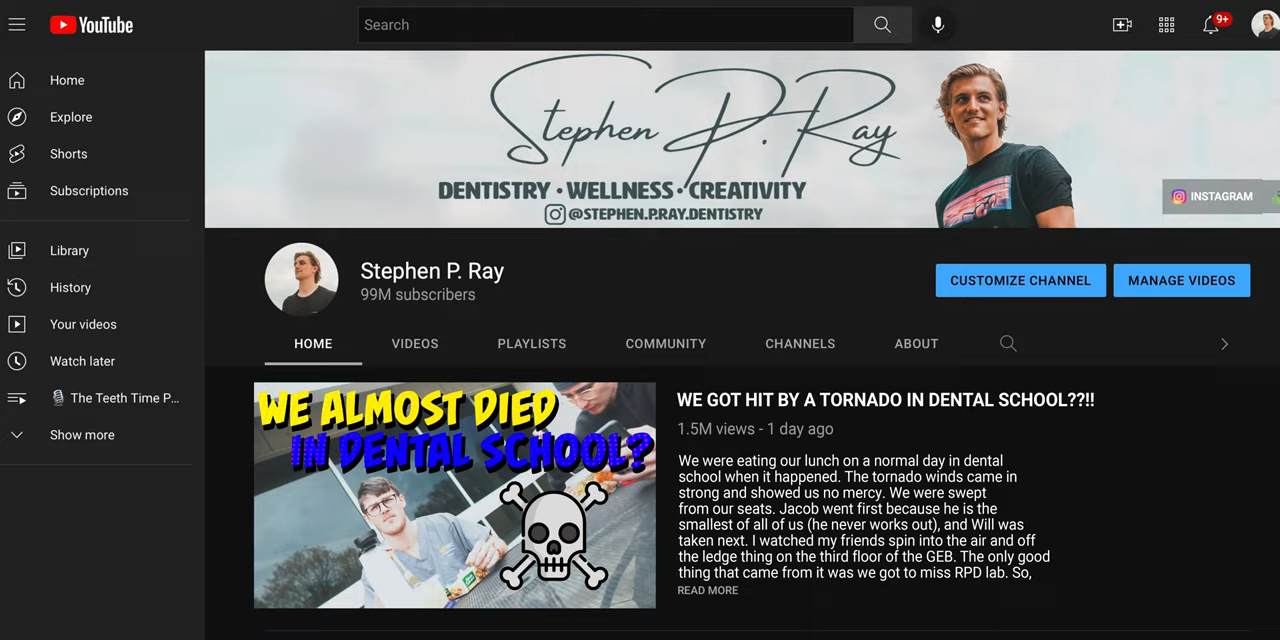 YouTube
Search
9+
Home
Explore
Shorts
Subscriptions
Library
History
Your videos
Watch later
The Teeth Time P...
Show more
Stephen P. Ray
DENTISTRY · WELLNESS · CREATIVITY
@STEPHEN.P.RAY.DENTISTRY
INSTAGRAM
Stephen P. Ray
99M subscribers
CUSTOMIZE CHANNEL
MANAGE VIDEOS
HOME VIDEOS PLAYLISTS COMMUNITY CHANNELS ABOUT
WE ALMOST DIED
IN DENTAL SCHOOL?
WE GOT HIT BY A TORNADO IN DENTAL SCHOOL??!!
1.5M views - 1 day ago
We were eating our lunch on a normal day in dental
school when it happened. The tornado winds came in
strong and showed us no mercy. We were swept
from our seats. Jacob went first because he is the
smallest of all of us (he never works out), and Will was
taken next. I watched my friends spin into the air and off
the ledge thing on the third floor of the GEB. The only good
thing that came from it was we got to miss RPD lab. So,
READ MORE